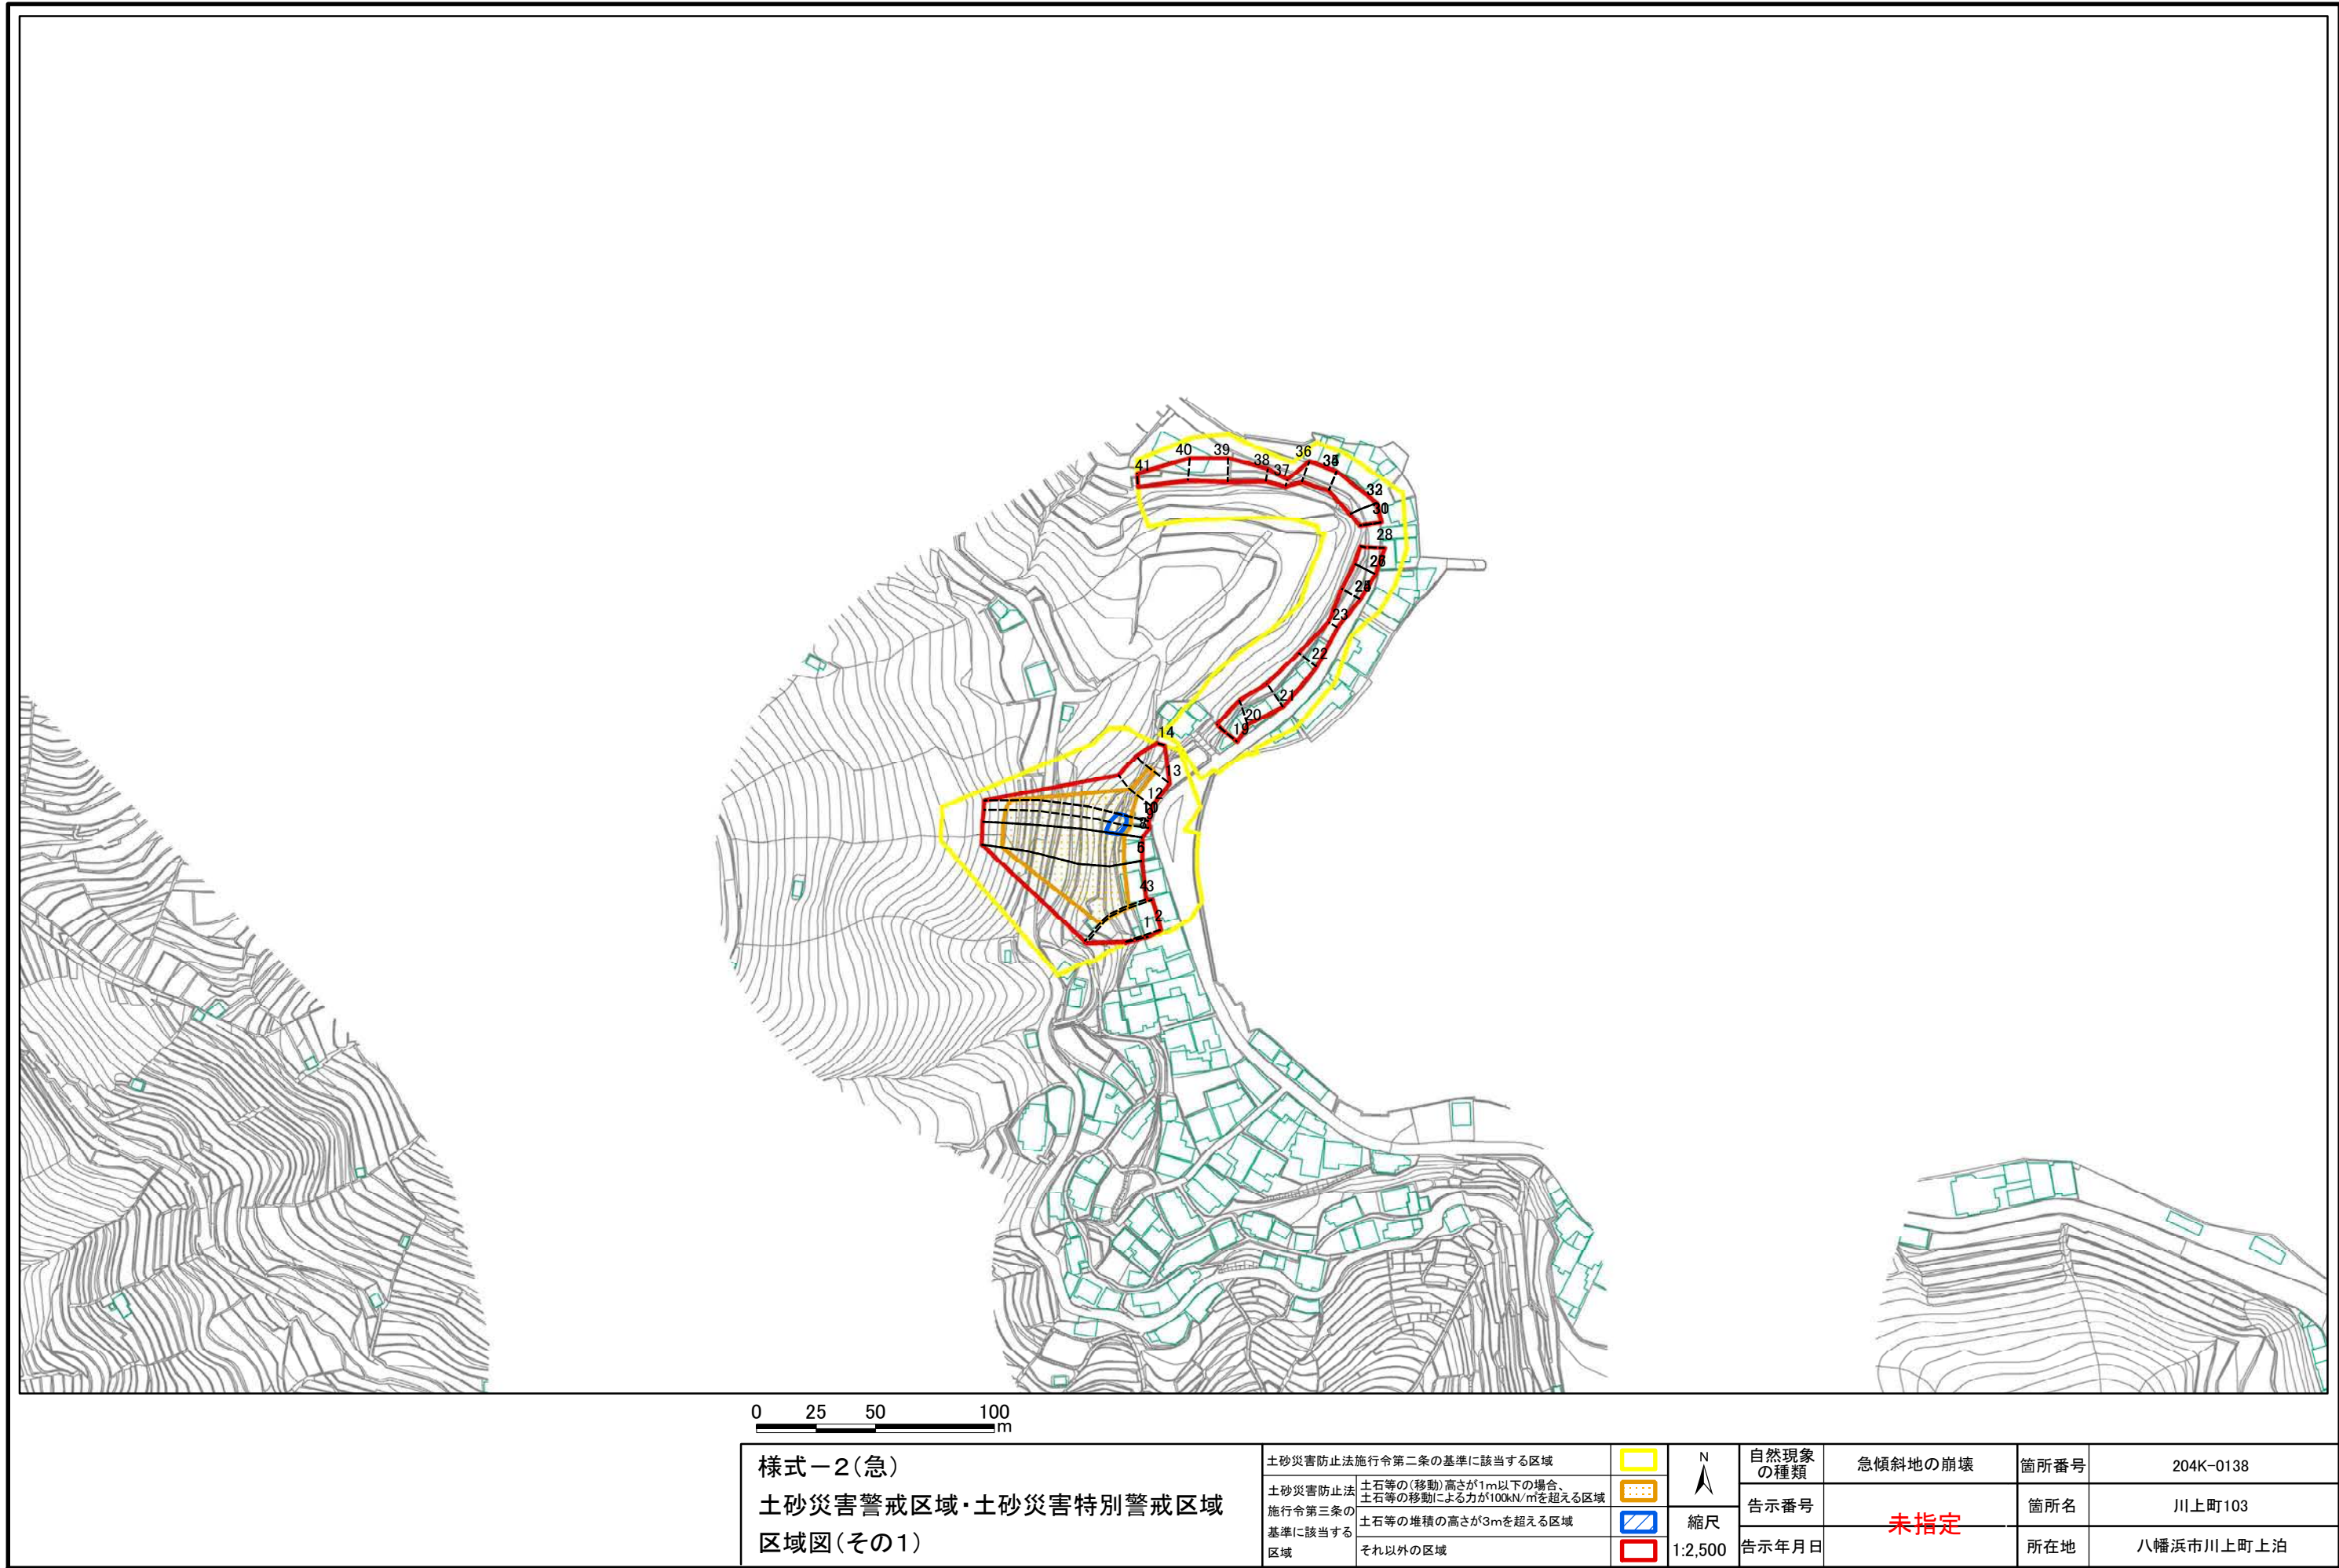 41
40
39
38
37
36
28
23
22
21
20
19
14
13
12
6
43
1
2
0 25 50 100
m
様式－2(急)
土砂災害警戒区域・土砂災害特別警戒区域
区域図(その1)
土砂災害防止法施行令第二条の基準に該当する区域
土砂災害防止法
施行令第三条の
基準に該当する
区域
土石等の(移動)高さが1m以下の場合、
土石等の移動による力が100kN/㎡を超える区域
土石等の堆積の高さが3mを超える区域
それ以外の区域
N
縮尺
1:2,500
自然現象
の種類
急傾斜地の崩壊
箇所番号
204K-0138
告示番号
未指定
箇所名
川上町103
告示年月日
所在地
八幡浜市川上町上泊